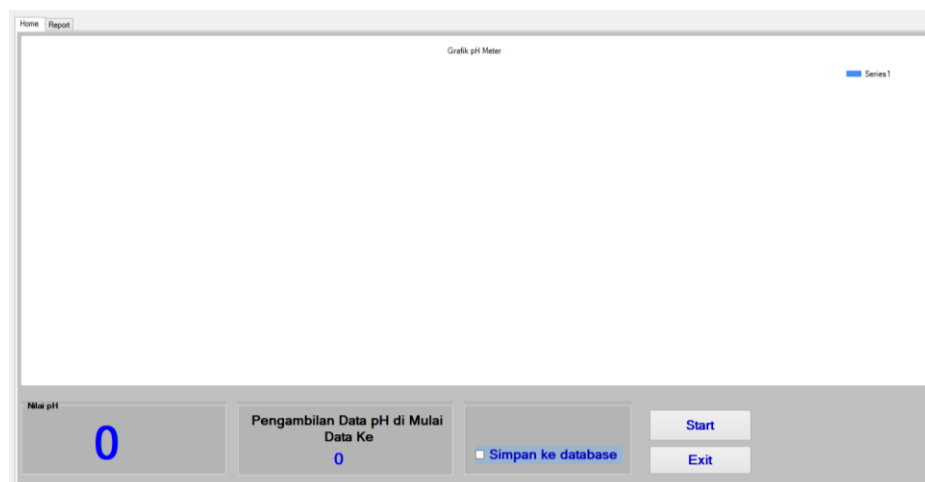 Home Report
Grafik pH Meter
Series1
Nilai pH
0
Pengambilan Data pH di Mulai
Data Ke
0
Simpan ke database
Start
Exit